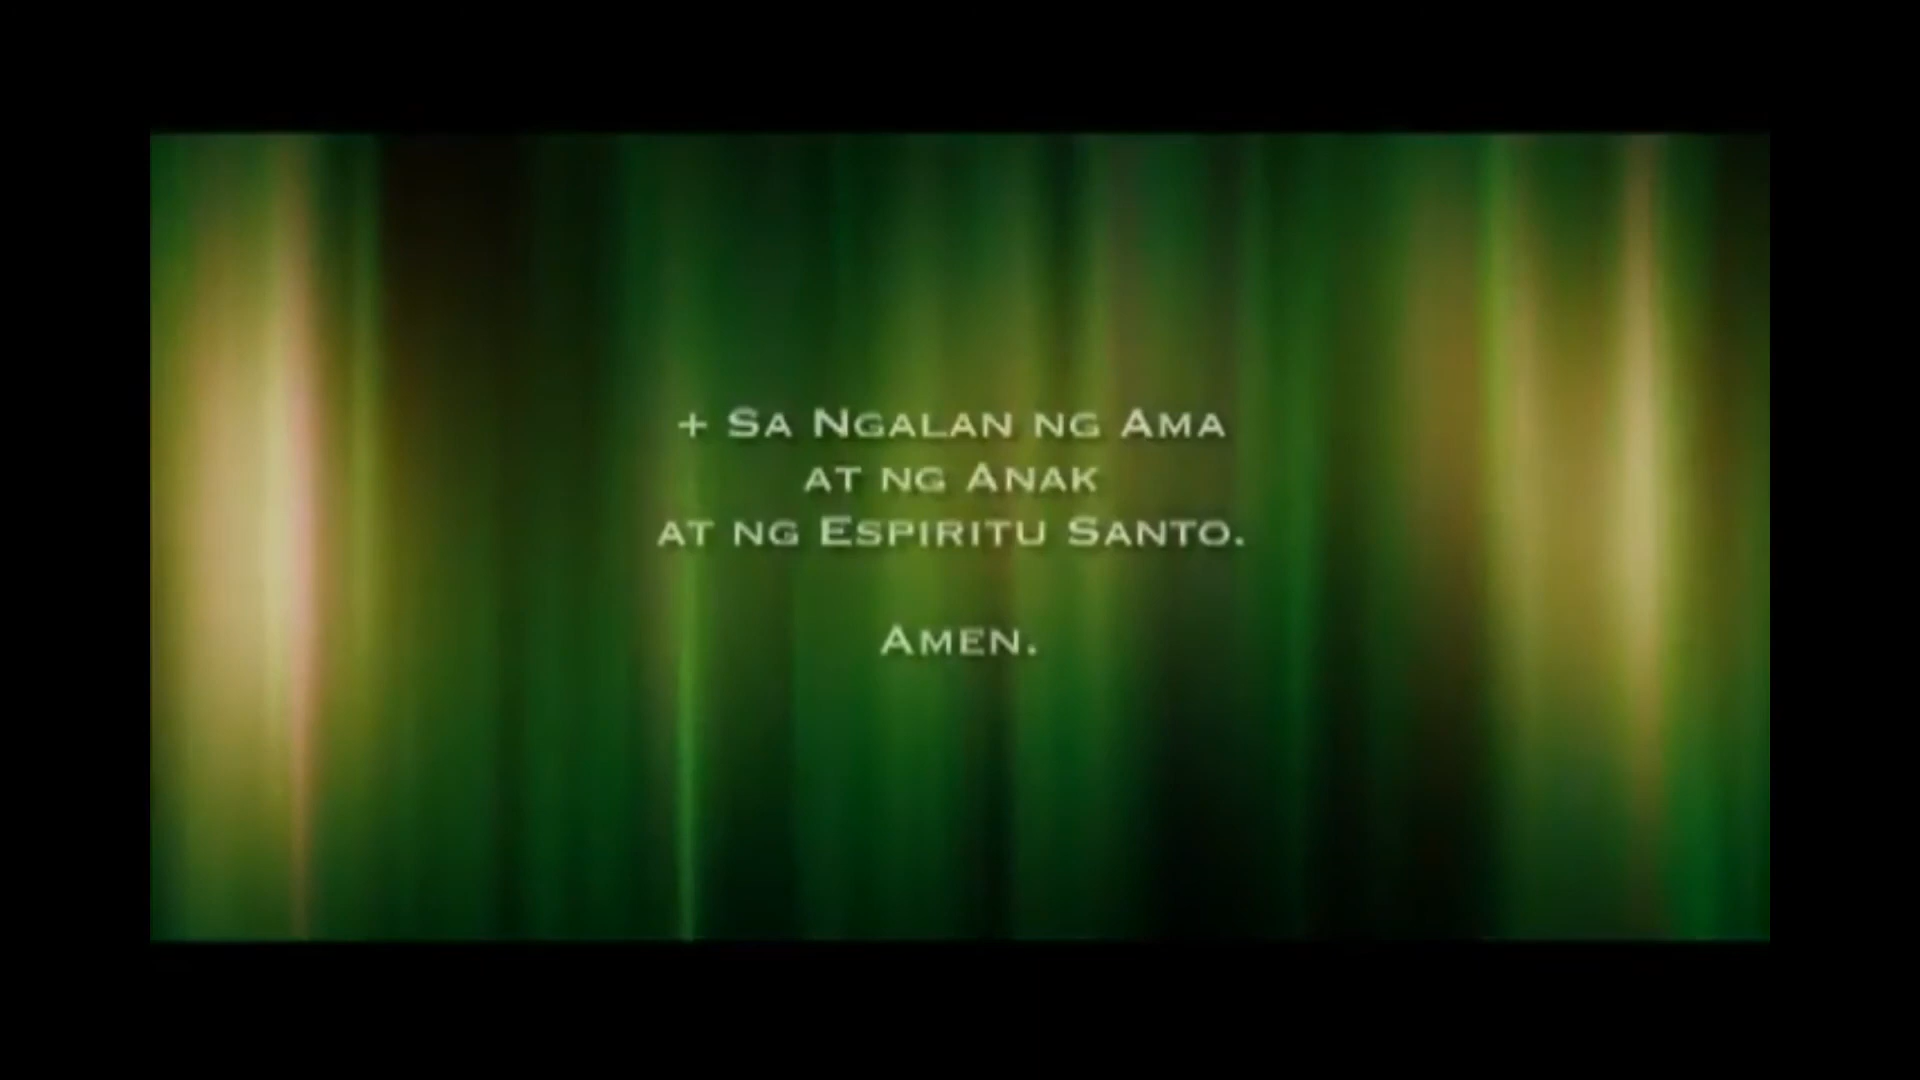 + Sa Ngalan ng Ama
at ng Anak
at ng Espiritu Santo.
Amen.